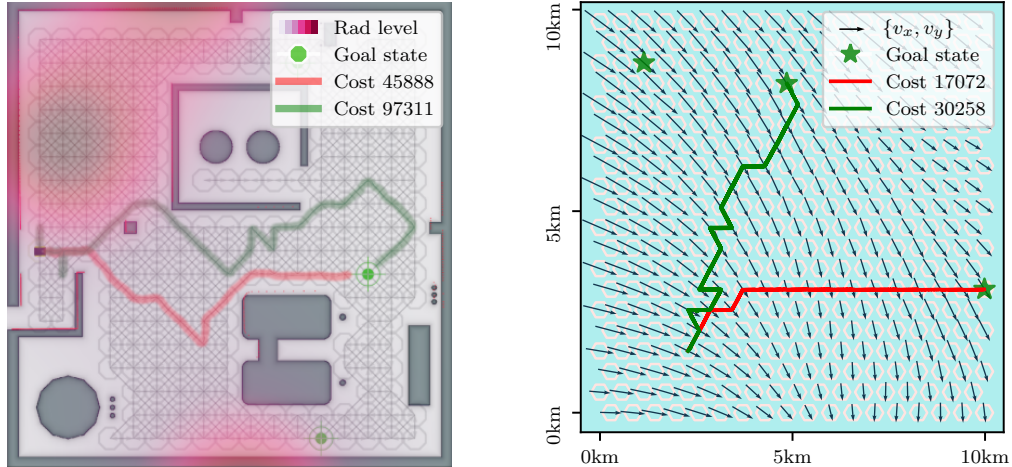 Rad level
Goal state
Cost 45888
Cost 97311
{v_x, v_y}
Goal state
Cost 17072
Cost 30258
10km
5km
0km
0km
5km
10km